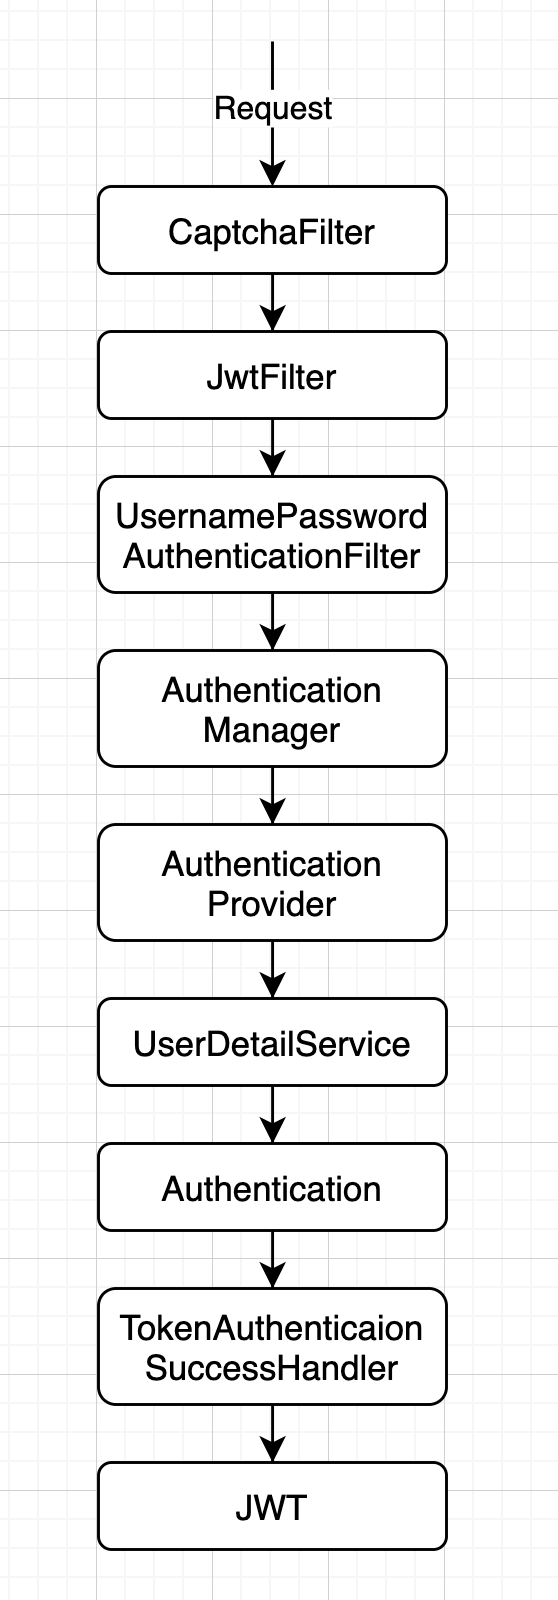 Request
CaptchaFilter
JwtFilter
UsernamePassword
AuthenticationFilter
Authentication
Manager
Authentication
Provider
UserDetailService
Authentication
TokenAuthenticaion
SuccessHandler
JWT